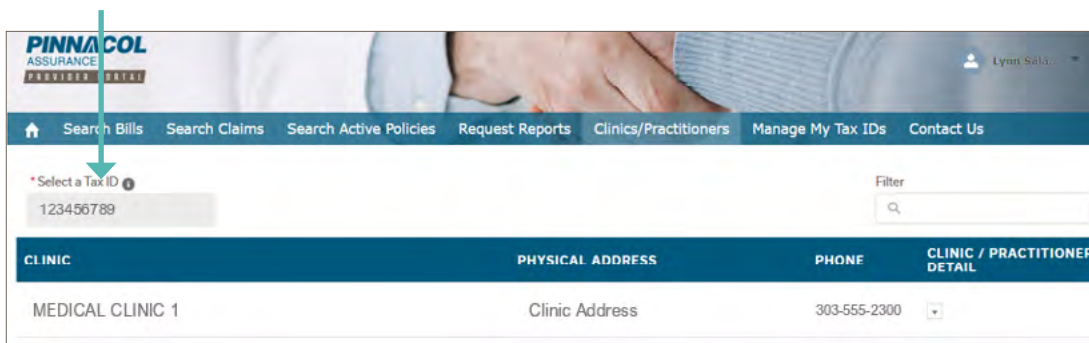 PINNACOL
ASSURANCE
PROVIDER PORTAL
Lynn Sala...
Search Bills Search Claims Search Active Policies Request Reports Clinics/Practitioners Manage My Tax IDs Contact Us
*Select a Tax ID
Filter
123456789
CLINIC PHYSICAL ADDRESS PHONE CLINIC / PRACTITIONER
DETAIL
MEDICAL CLINIC 1 Clinic Address 303-555-2300